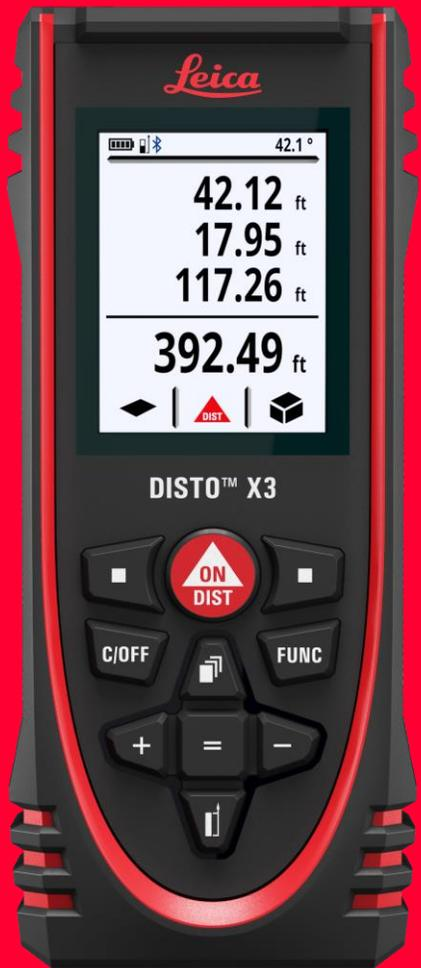 Leica
42.1 °
42.12 ft
17.95 ft
117.26 ft
392.49 ft
DIST
DISTO™ X3
ON
DIST
C/OFF
FUNC
+
=
−